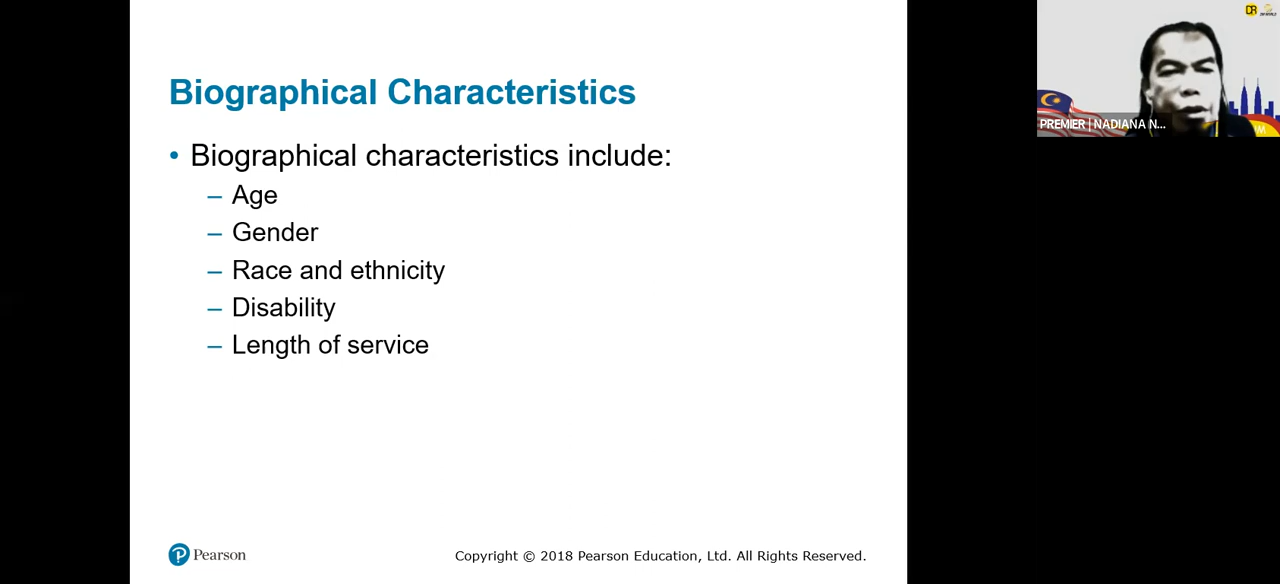 Biographical Characteristics
• Biographical characteristics include:
– Age
– Gender
– Race and ethnicity
– Disability
– Length of service
Pearson
Copyright © 2018 Pearson Education, Ltd. All Rights Reserved.
DR
PREMIER | NADIANA N...